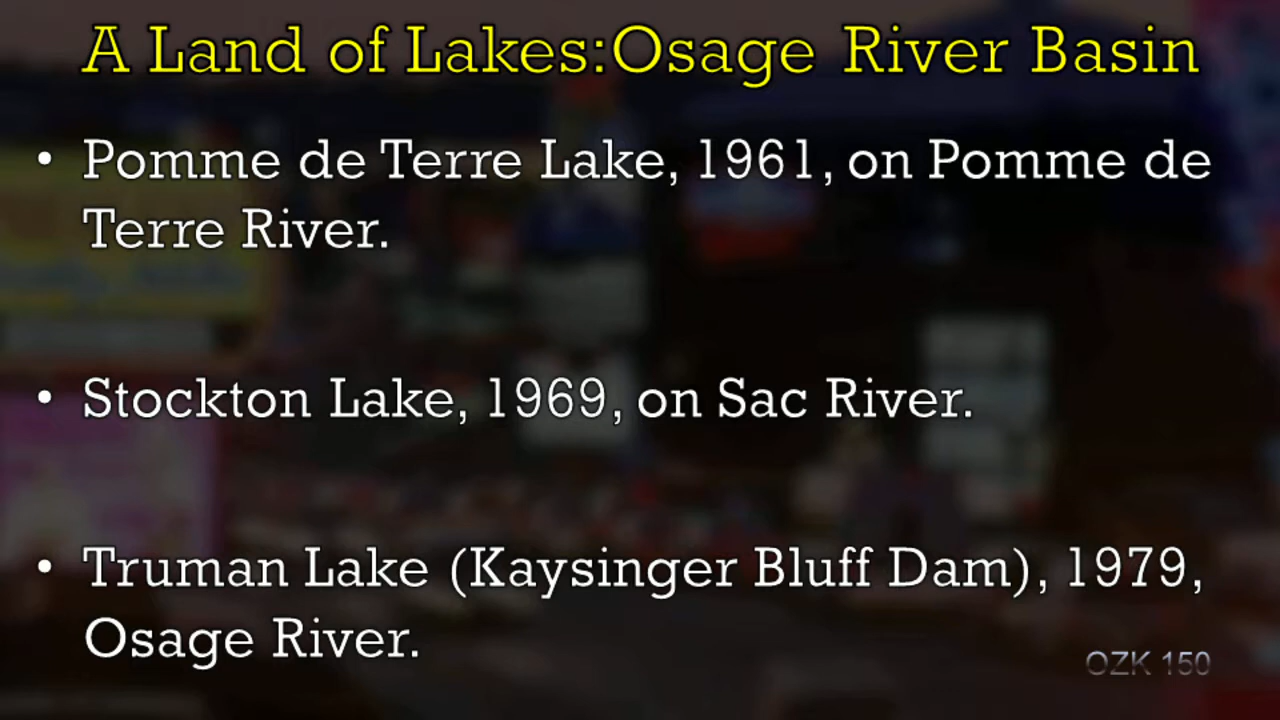 A Land of Lakes:Osage River Basin
• Pomme de Terre Lake, 1961, on Pomme de
Terre River.
• Stockton Lake, 1969, on Sac River.
• Truman Lake (Kaysinger Bluff Dam), 1979,
Osage River.
OZK 150